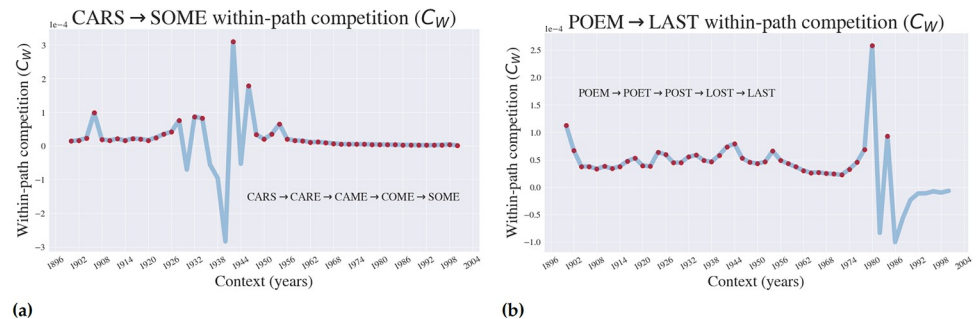 CARS → SOME within-path competition (C_W)
1e−4
3
2
1
0
−1
−2
−3
Within-path competition (C_W)
CARS → CARE → CAME → COME → SOME
1896 1902 1908 1914 1920 1926 1932 1938 1944 1950 1956 1962 1968 1974 1980 1986 1992 1998 2004
Context (years)
(a)
POEM → LAST within-path competition (C_W)
1e−4
2.5
2.0
1.5
1.0
0.5
0.0
−0.5
−1.0
Within-path competition (C_W)
POEM → POET → POST → LOST → LAST
1896 1902 1908 1914 1920 1926 1932 1938 1944 1950 1956 1962 1968 1974 1980 1986 1992 1998 2004
Context (years)
(b)